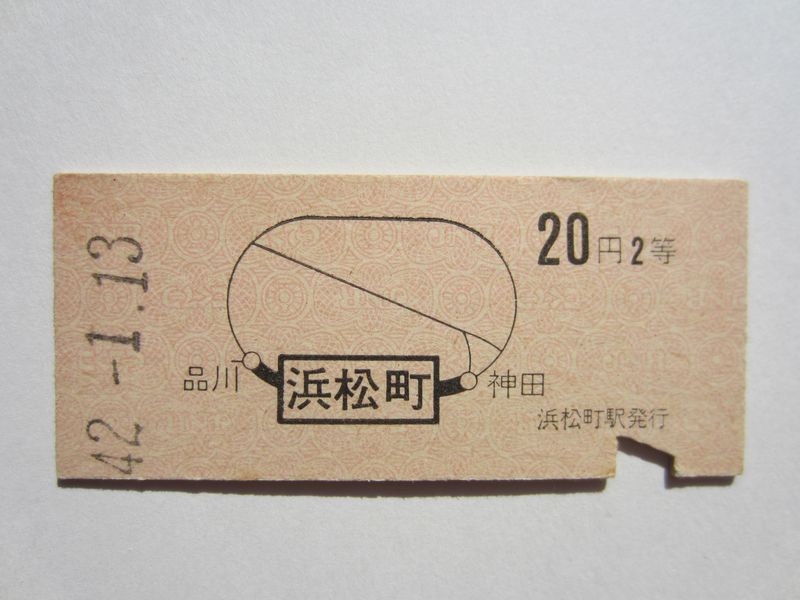 42-1.13
20円2等
品川
浜松町
神田
浜松町駅発行